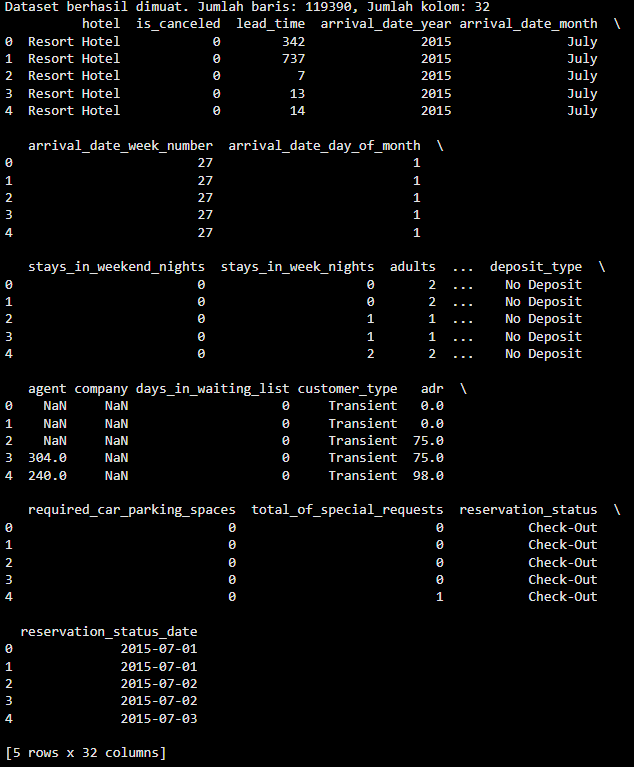 Dataset berhasil dimuat. Jumlah baris: 119390, Jumlah kolom: 32
          hotel  is_canceled  lead_time  arrival_date_year arrival_date_month  \
0  Resort Hotel            0        342               2015               July
1  Resort Hotel            0        737               2015               July
2  Resort Hotel            0          7               2015               July
3  Resort Hotel            0         13               2015               July
4  Resort Hotel            0         14               2015               July

   arrival_date_week_number  arrival_date_day_of_month  \
0                        27                          1
1                        27                          1
2                        27                          1
3                        27                          1
4                        27                          1

   stays_in_weekend_nights  stays_in_week_nights  adults  ...  deposit_type  \
0                        0                     0       2  ...    No Deposit
1                        0                     0       2  ...    No Deposit
2                        0                     1       1  ...    No Deposit
3                        0                     1       1  ...    No Deposit
4                        0                     2       2  ...    No Deposit

   agent company days_in_waiting_list customer_type   adr  \
0    NaN     NaN                    0     Transient   0.0
1    NaN     NaN                    0     Transient   0.0
2    NaN     NaN                    0     Transient  75.0
3  304.0     NaN                    0     Transient  75.0
4  240.0     NaN                    0     Transient  98.0

   required_car_parking_spaces  total_of_special_requests  reservation_status  \
0                            0                          0           Check-Out
1                            0                          0           Check-Out
2                            0                          0           Check-Out
3                            0                          0           Check-Out
4                            0                          1           Check-Out

  reservation_status_date
0              2015-07-01
1              2015-07-01
2              2015-07-02
3              2015-07-02
4              2015-07-03

[5 rows x 32 columns]